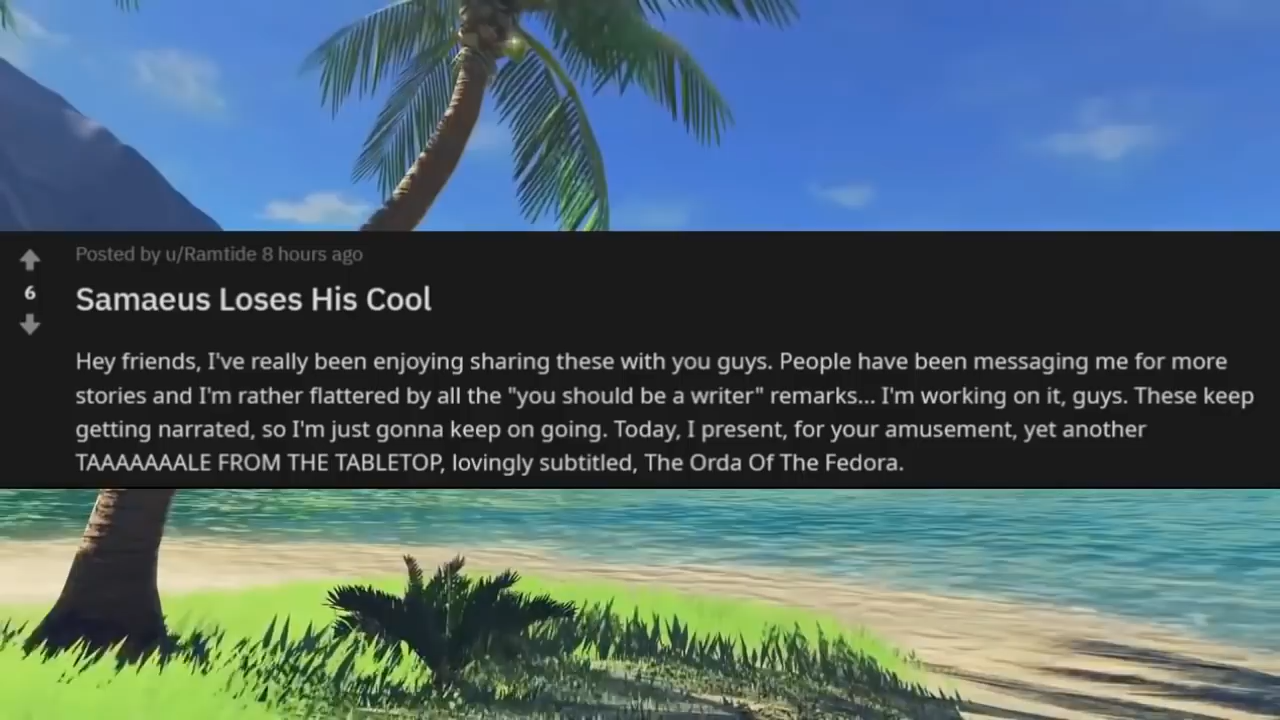 Posted by u/Ramtide 8 hours ago
6
Samaeus Loses His Cool
Hey friends, I've really been enjoying sharing these with you guys. People have been messaging me for more
stories and I'm rather flattered by all the "you should be a writer" remarks... I'm working on it, guys. These keep
getting narrated, so I'm just gonna keep on going. Today, I present, for your amusement, yet another
TAAAAAAALE FROM THE TABLETOP, lovingly subtitled, The Orda Of The Fedora.